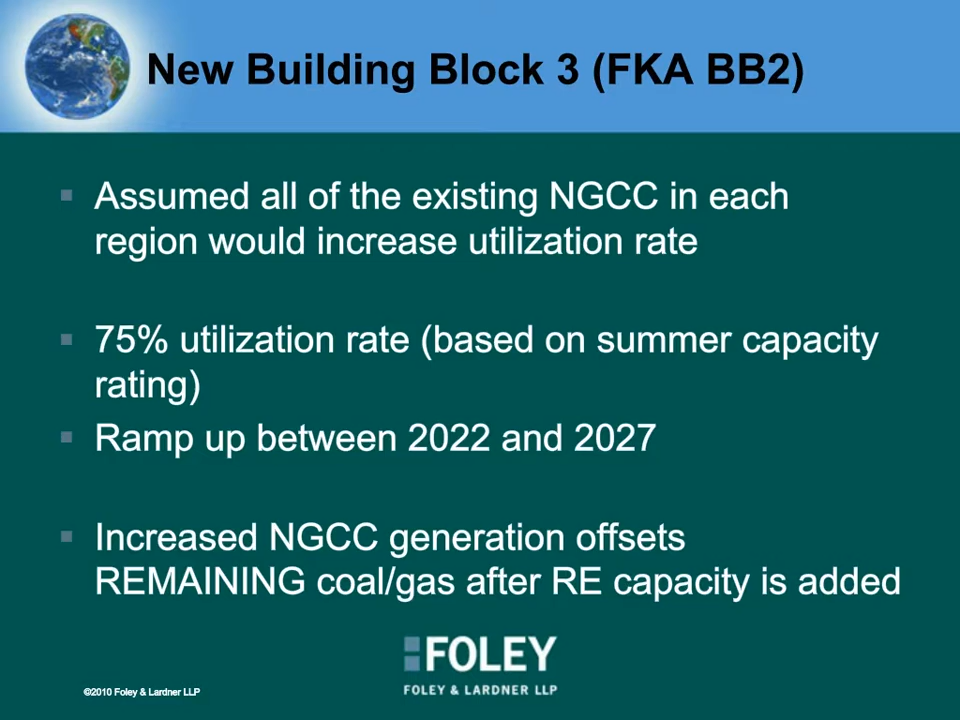 New Building Block 3 (FKA BB2)
Assumed all of the existing NGCC in each
region would increase utilization rate
75% utilization rate (based on summer capacity
rating)
Ramp up between 2022 and 2027
Increased NGCC generation offsets
REMAINING coal/gas after RE capacity is added
FOLEY
FOLEY & LARDNER LLP
©2010 Foley & Lardner LLP